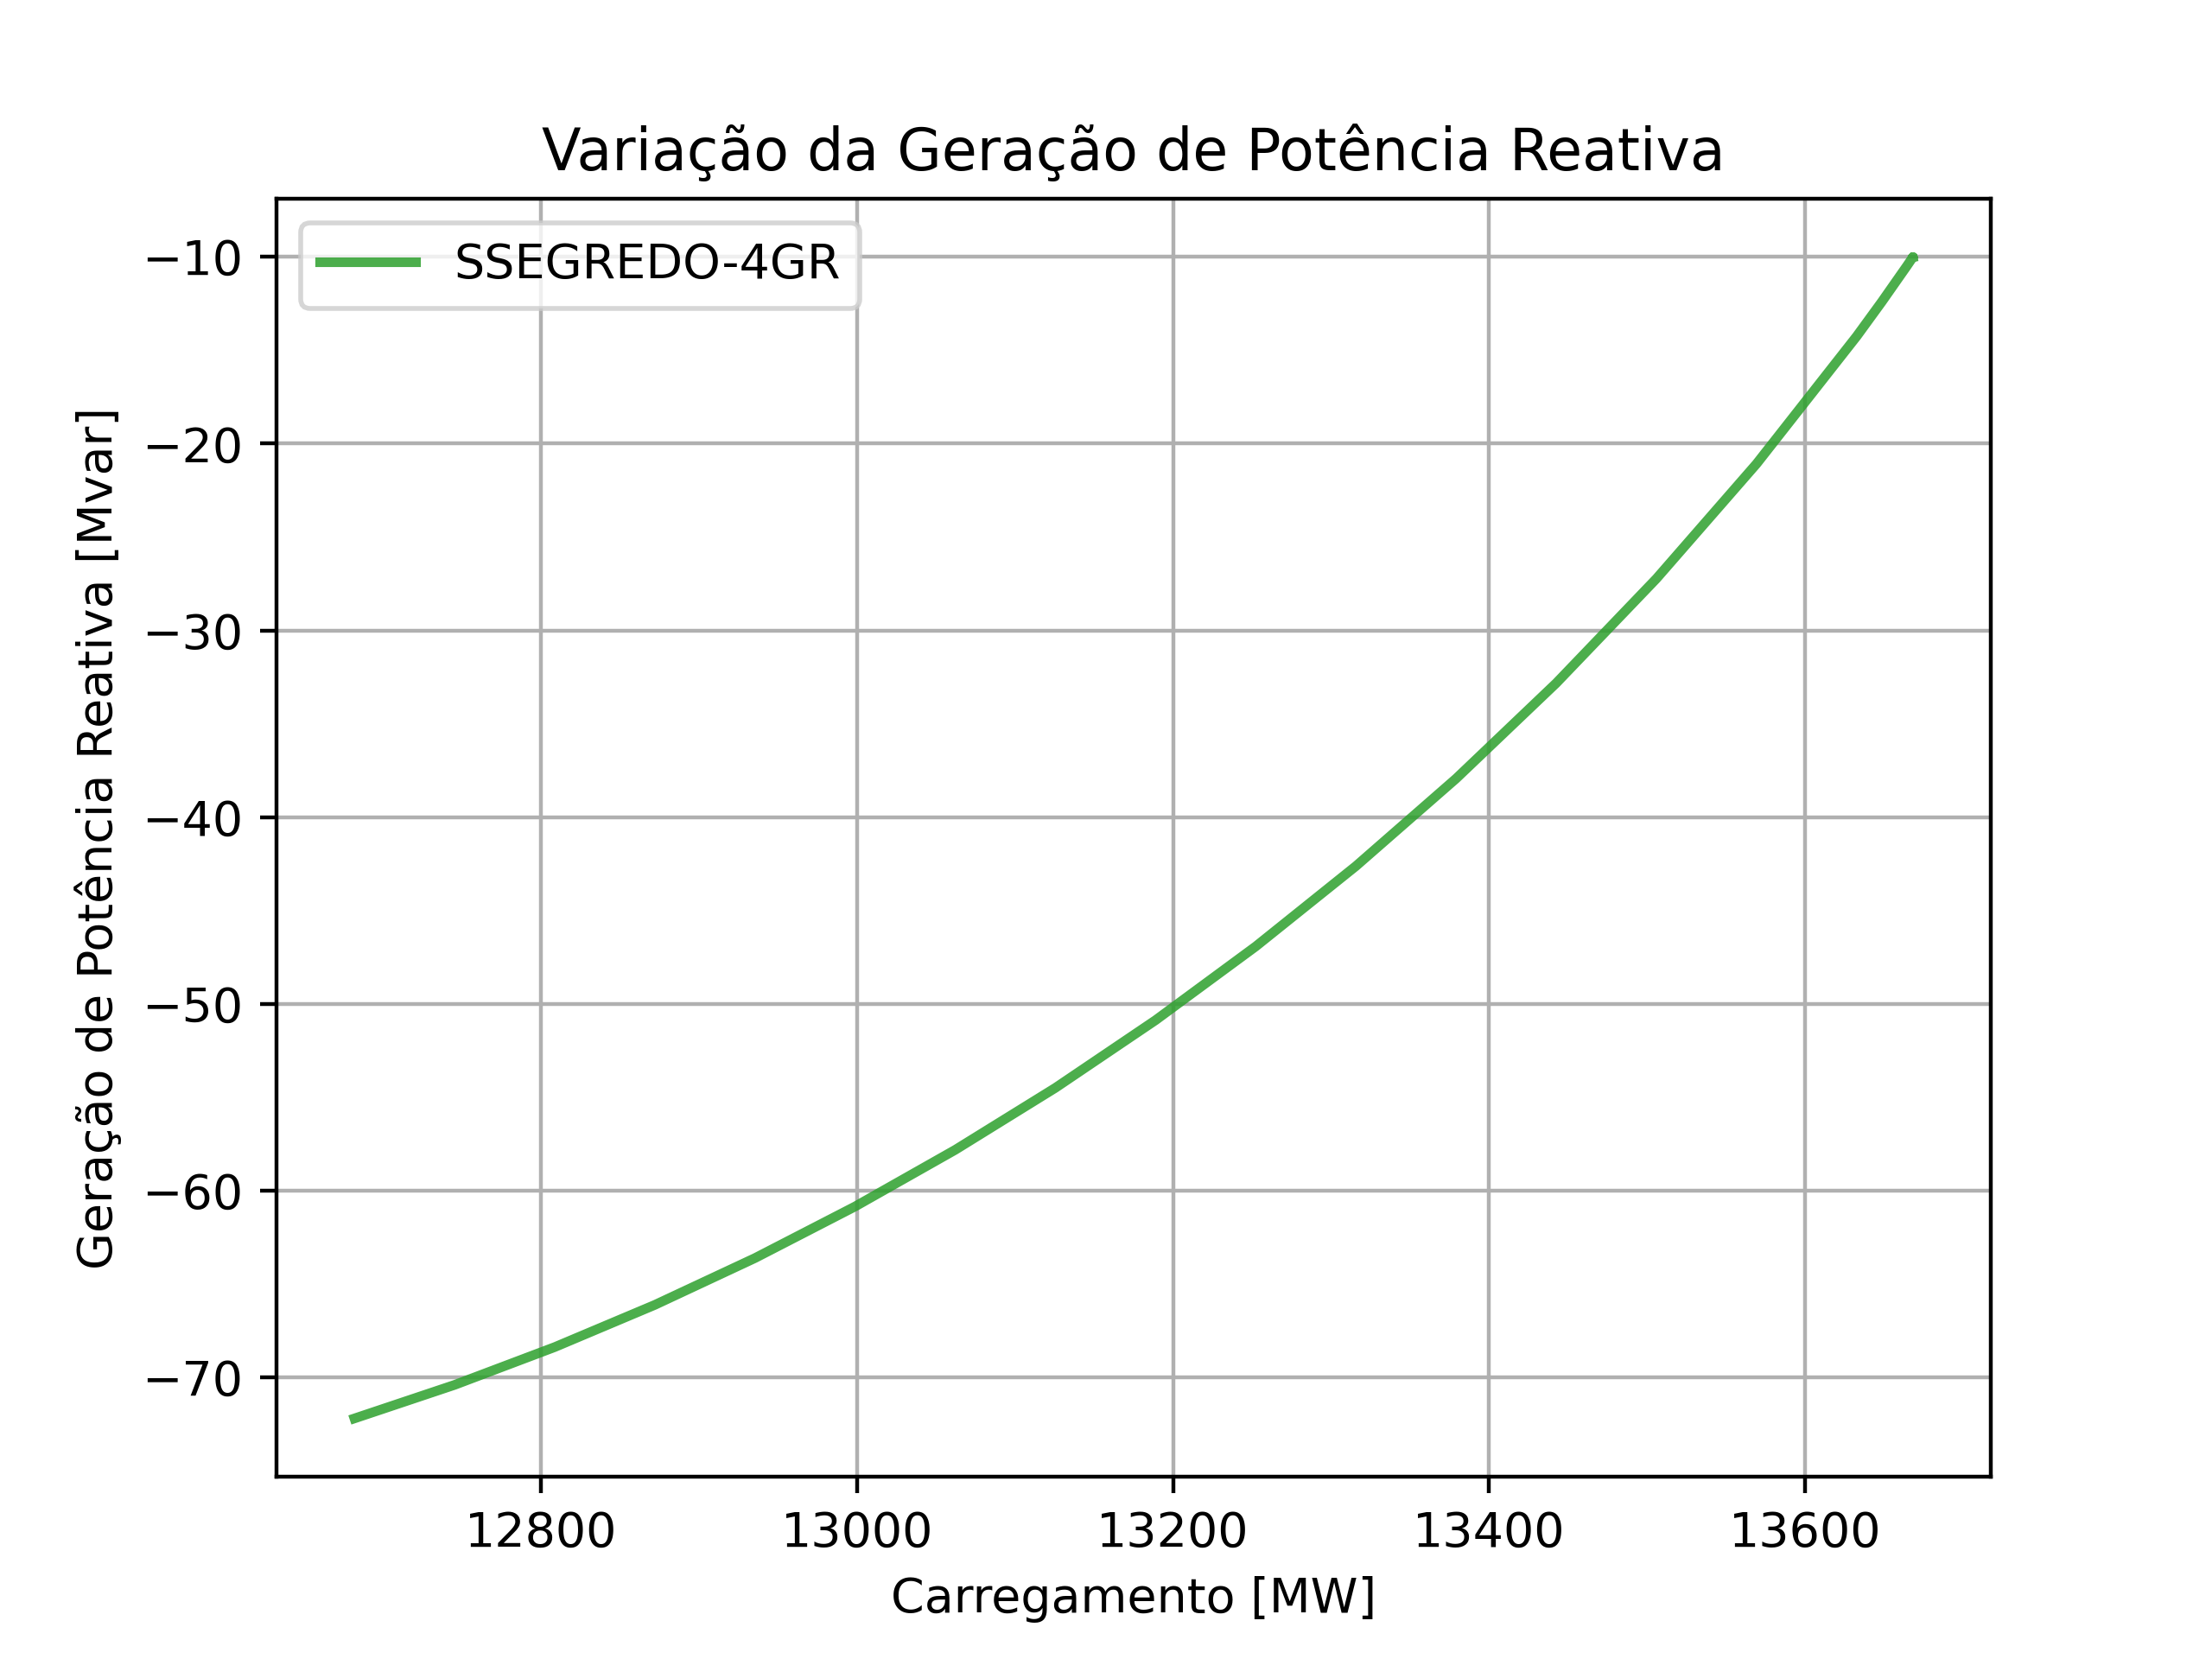 Variação da Geração de Potência Reativa
SSEGREDO-4GR
Geração de Potência Reativa [Mvar]
−10
−20
−30
−40
−50
−60
−70
12800 13000 13200 13400 13600
Carregamento [MW]